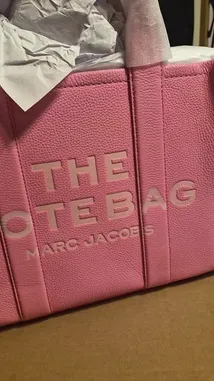 THE
OTE BAG
MARC JACOBS